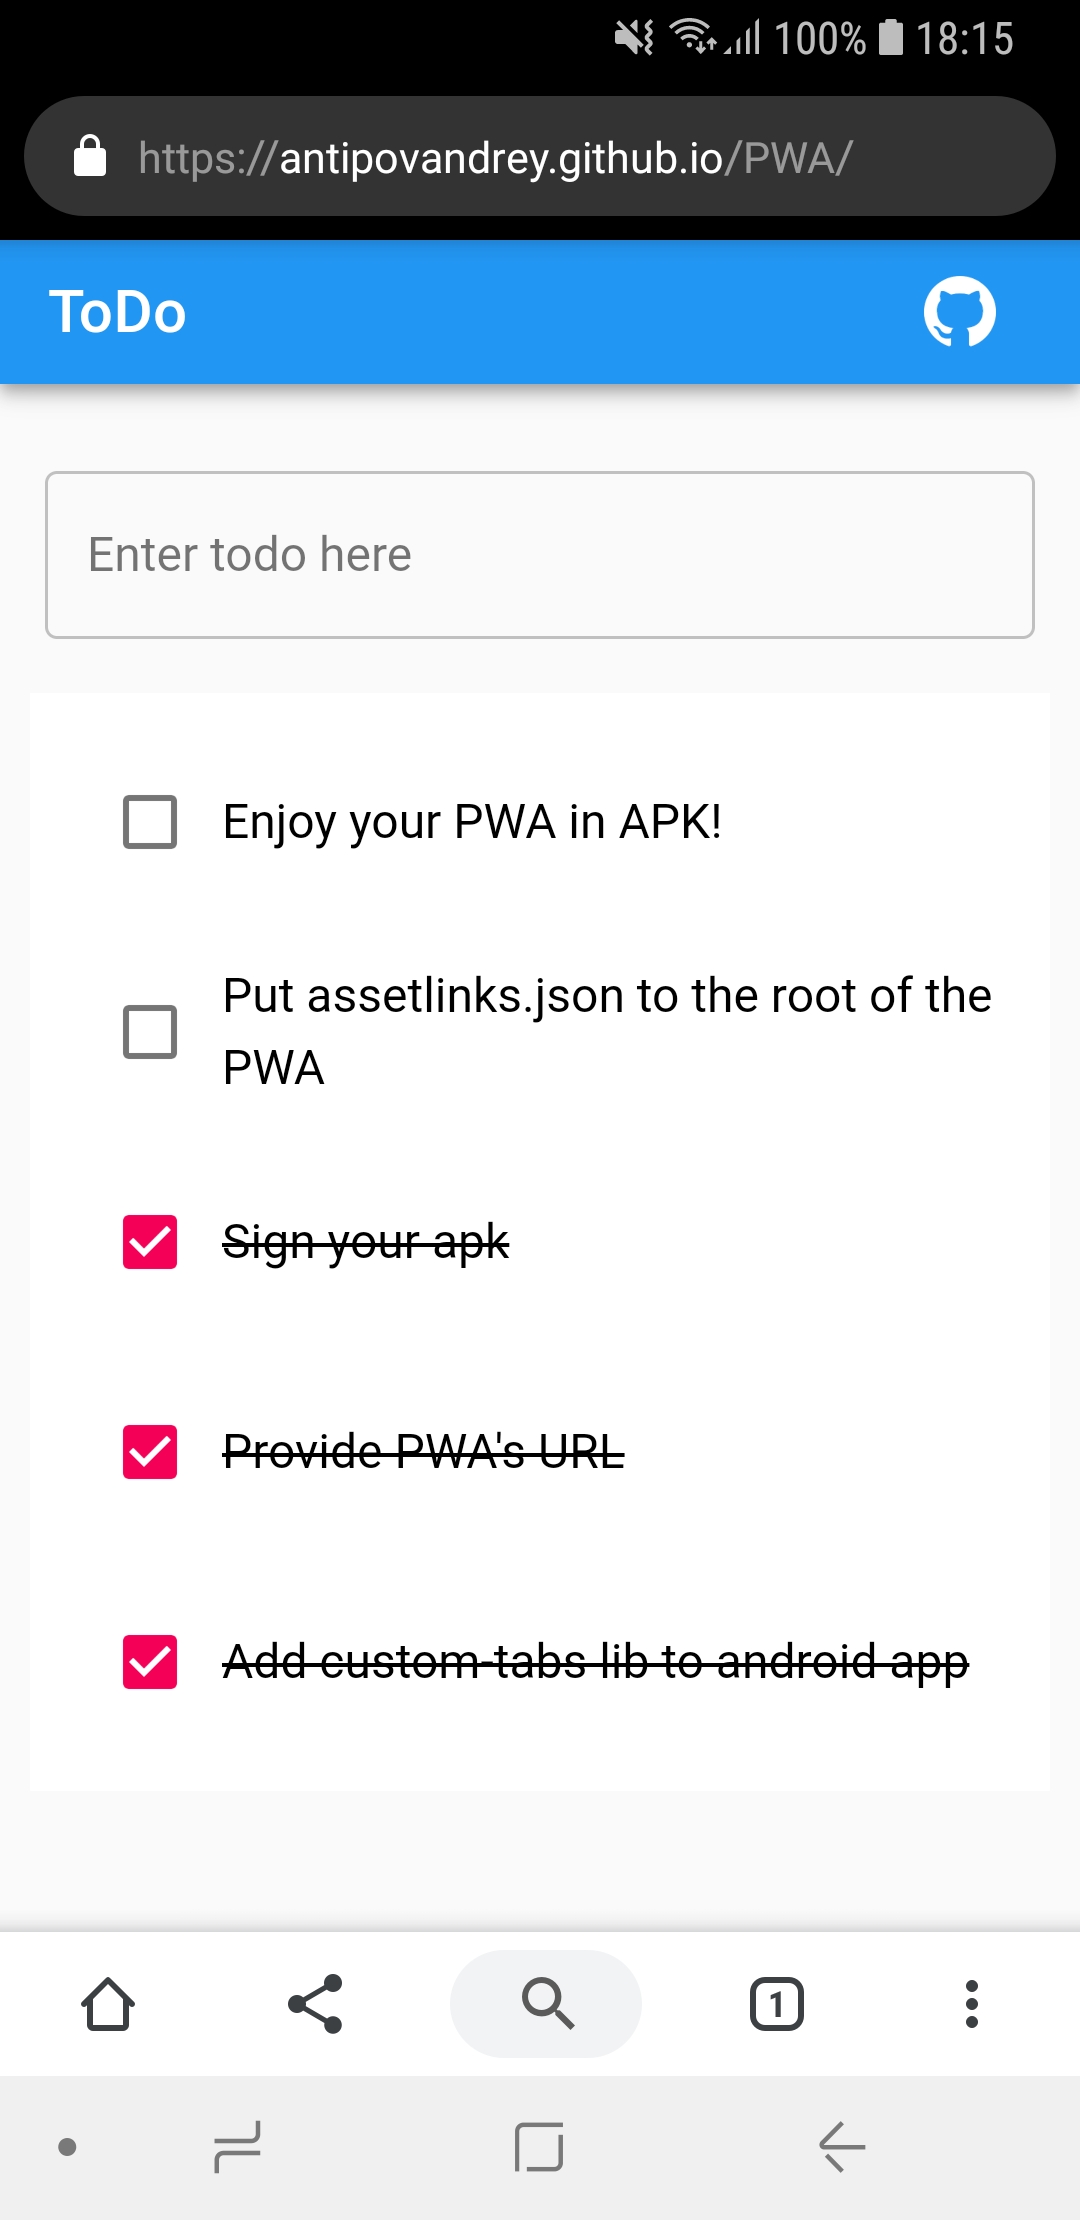 100% 18:15
https://antipovandrey.github.io/PWA/
ToDo
Enter todo here
Enjoy your PWA in APK!
Put assetlinks.json to the root of the
PWA
Sign your apk
Provide PWA's URL
Add custom-tabs lib to android app
1